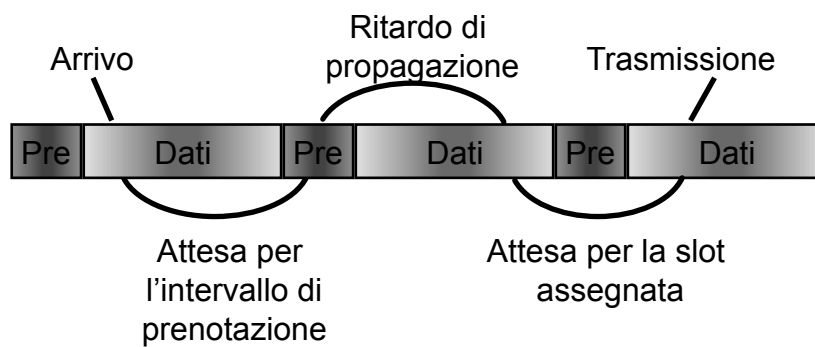 Arrivo
Ritardo di
propagazione
Trasmissione
Pre Dati Pre Dati Pre Dati
Attesa per
l'intervallo di
prenotazione
Attesa per la slot
assegnata